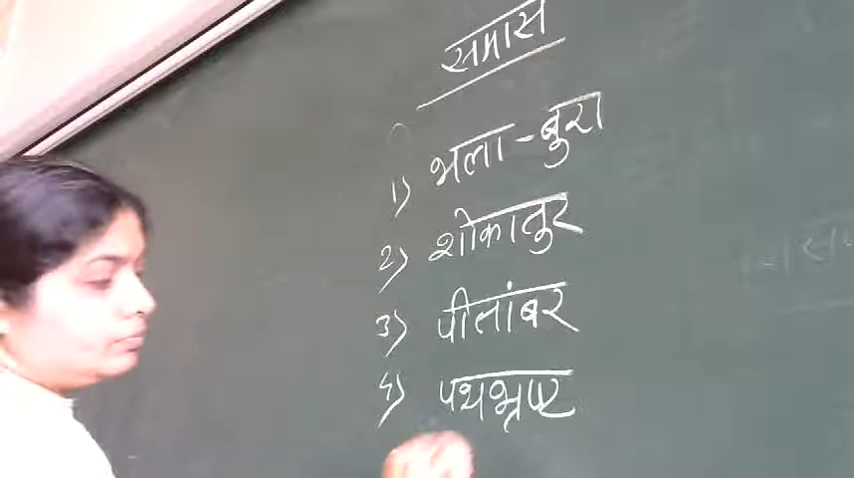 समास
1) भला-बुरा
2) शोकातुर
3) पीतांबर
4) पथभ्रष्ट